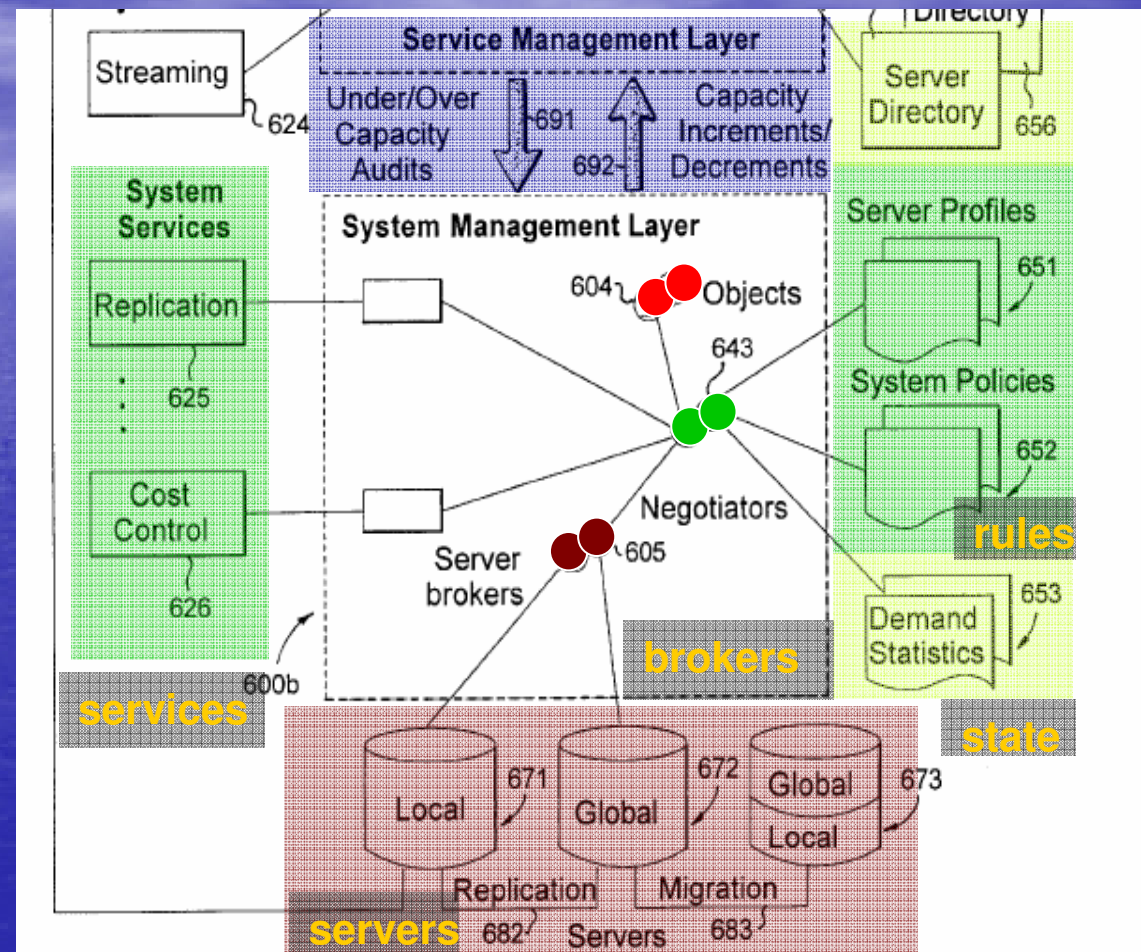 Directory
Service Management Layer
Streaming
624
Under/Over
Capacity
Audits
691
692
Capacity
Increments/
Decrements
Server
Directory
656
System
Services
System Management Layer
Server Profiles
651
604
Objects
Replication
625
643
System Policies
652
rules
Cost
Control
626
Negotiators
Server
brokers
605
653
Demand
Statistics
brokers
600b
services
state
Local
671
Global
672
Global
Local
673
Replication
Migration
682
683
servers
Servers